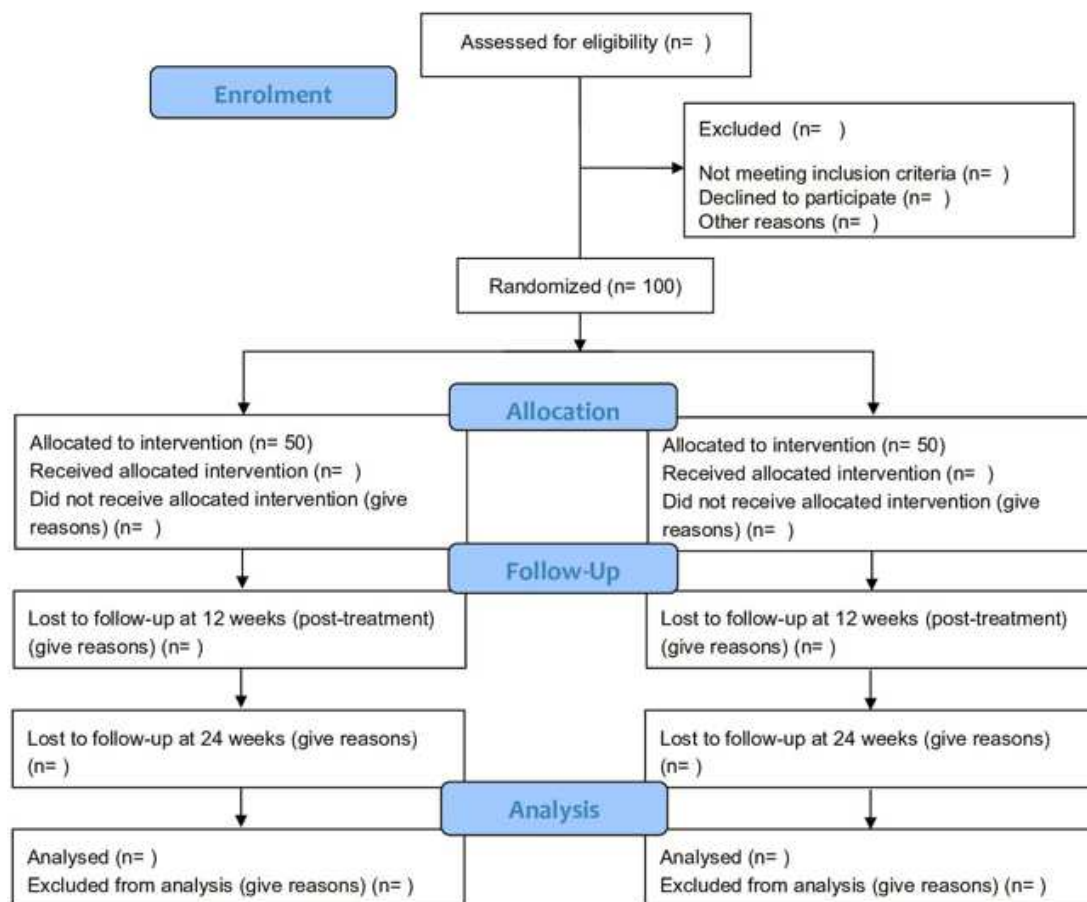 Assessed for eligibility (n=  )
Enrolment
Excluded  (n=   )
Not meeting inclusion criteria (n=  )
Declined to participate (n=  )
Other reasons (n=  )
Randomized (n= 100)
Allocation
Allocated to intervention (n= 50)
Received allocated intervention (n=  )
Did not receive allocated intervention (give
reasons) (n=  )
Allocated to intervention (n= 50)
Received allocated intervention (n=  )
Did not receive allocated intervention (give
reasons) (n=  )
Follow-Up
Lost to follow-up at 12 weeks (post-treatment)
(give reasons) (n= )
Lost to follow-up at 12 weeks (post-treatment)
(give reasons) (n= )
Lost to follow-up at 24 weeks (give reasons)
(n= )
Lost to follow-up at 24 weeks (give reasons)
(n= )
Analysis
Analysed (n= )
Excluded from analysis (give reasons) (n= )
Analysed (n= )
Excluded from analysis (give reasons) (n= )